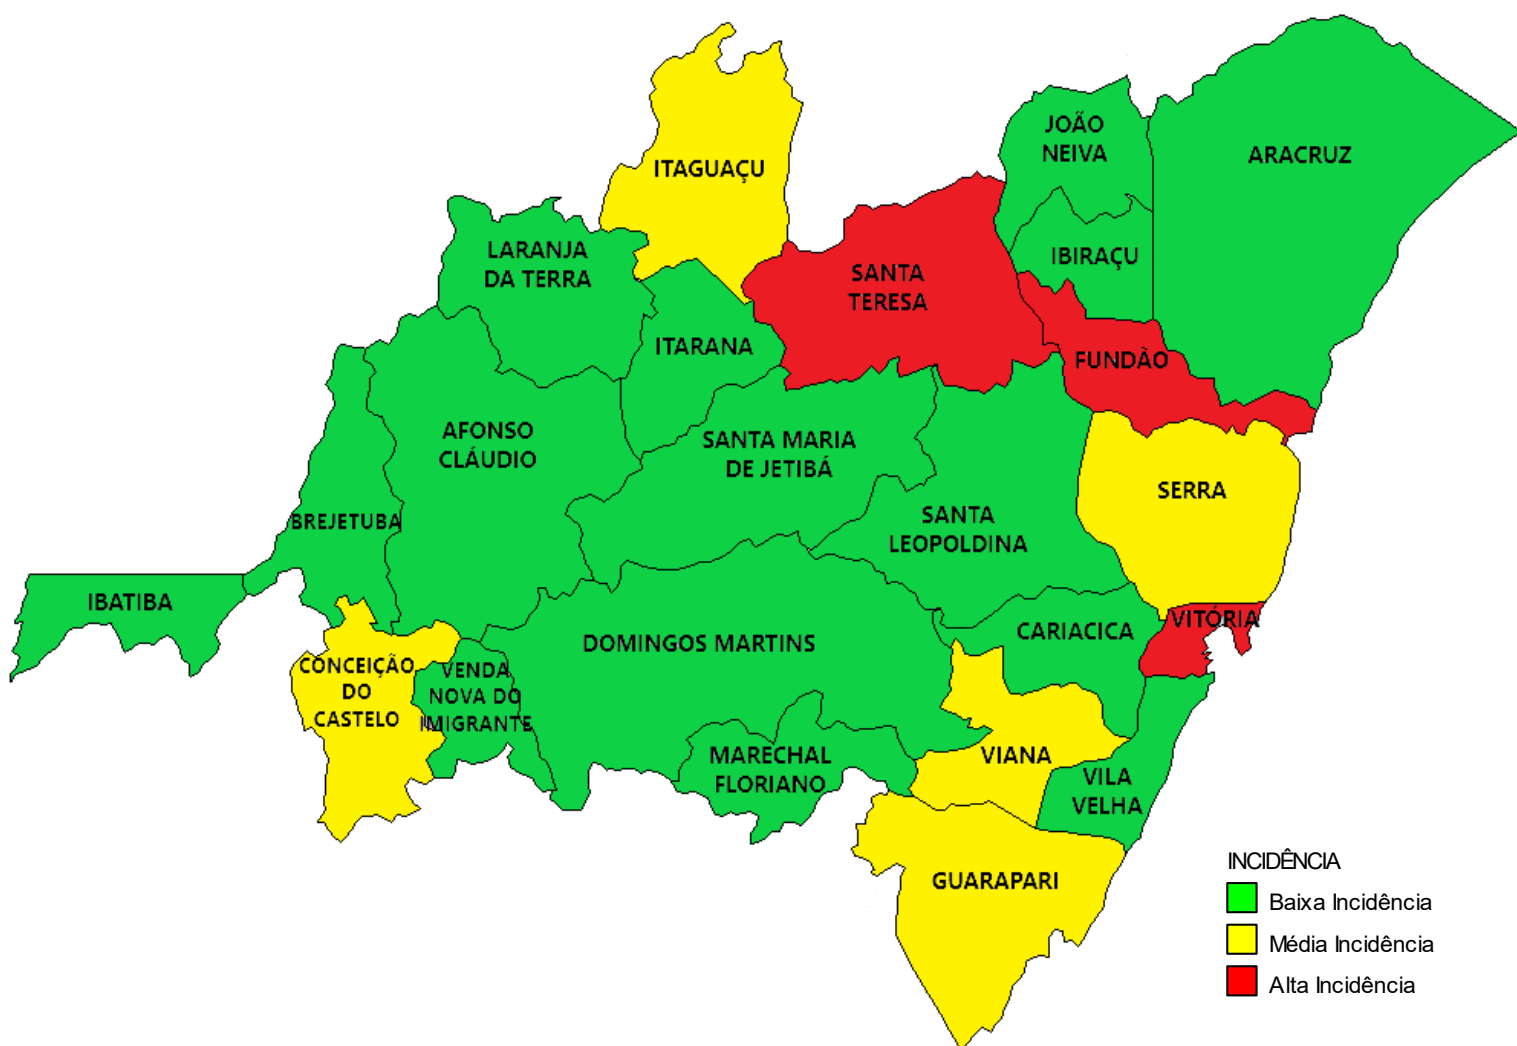 JOÃO
NEIVA
ARACRUZ
ITAGUAÇU
LARANJA
DA TERRA
IBIRAÇU
SANTA
TERESA
ITARANA
FUNDÃO
AFONSO
CLÁUDIO
SANTA MARIA
DE JETIBÁ
SERRA
BREJETUBA
SANTA
LEOPOLDINA
IBATIBA
VITÓRIA
CARIACICA
DOMINGOS MARTINS
CONCEIÇÃO
DO
CASTELO
VENDA
NOVA DO
IMIGRANTE
MARECHAL
FLORIANO
VIANA
VILA
VELHA
GUARAPARI
INCIDÊNCIA
Baixa Incidência
Média Incidência
Alta Incidência